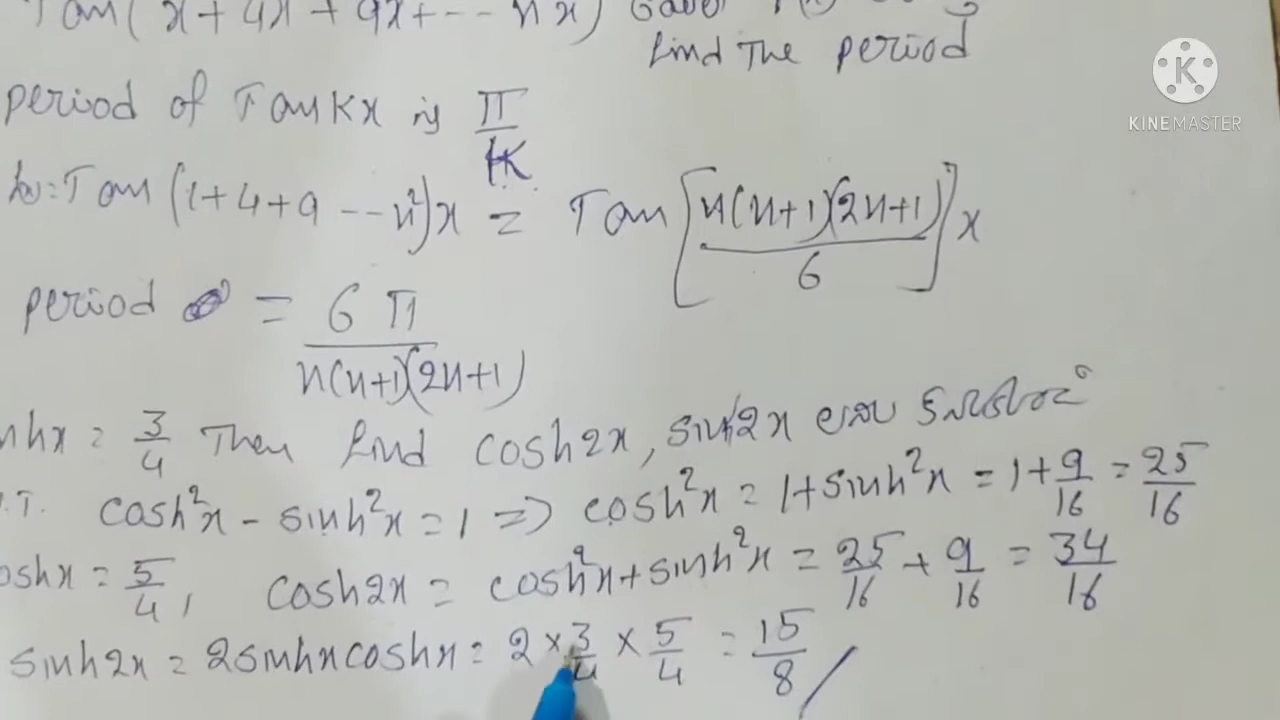 Tan(x+4x+9x+--- n²x)
find The period
period of Tan Kx is π/K
Tan(1+4+9 --- n²)x = Tan[n(n+1)(2n+1)/6]x
period = 6π/n(n+1)(2n+1)
nhx = 3/4 Then find cosh2x, sinh2x
.T. cosh²x - sinh²x = 1 => cosh²x = 1+sinh²x = 1+9/16 = 25/16
oshx = 5/4, cosh2x = cosh²x+sinh²x = 25/16 + 9/16 = 34/16
sinh2x = 2sinhxcoshx = 2 × 3/4 × 5/4 = 15/8
KINEMASTER